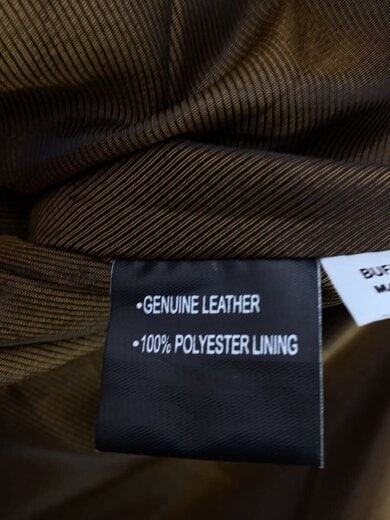 •GENUINE LEATHER
•100% POLYESTER LINING